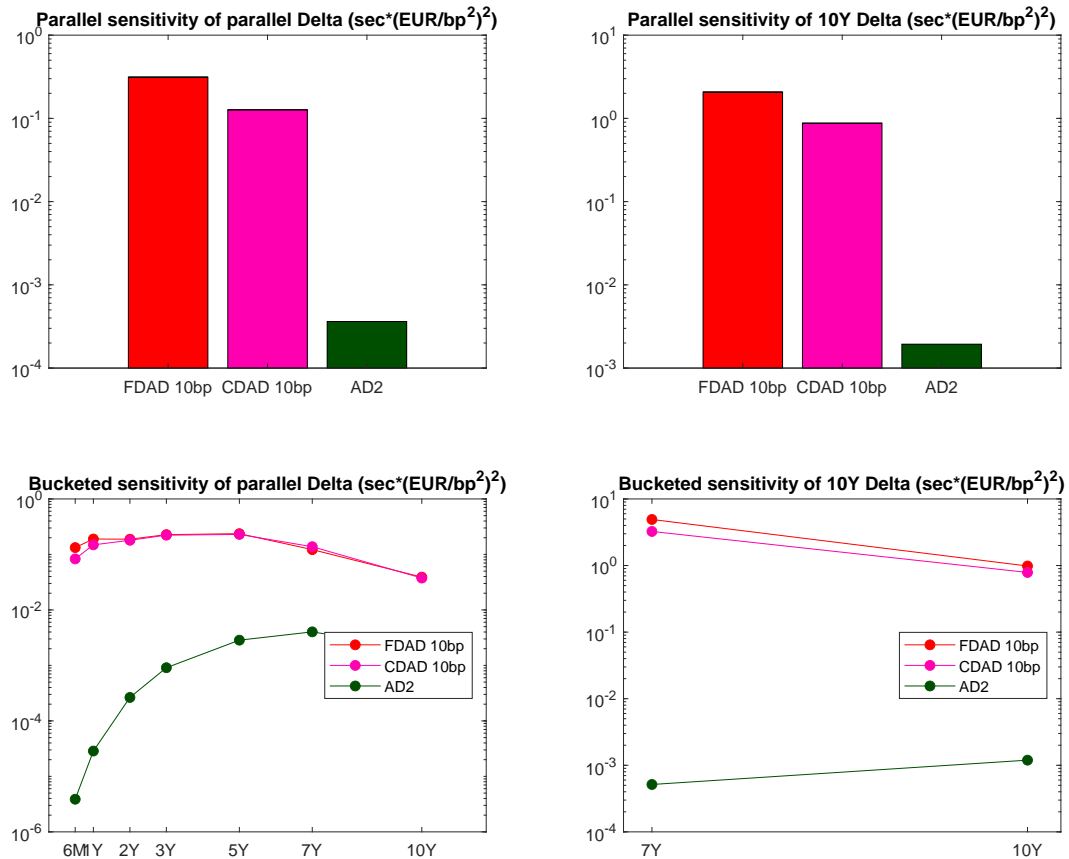 Parallel sensitivity of parallel Delta (sec*(EUR/bp²)²)
10⁰
10⁻¹
10⁻²
10⁻³
10⁻⁴
FDAD 10bp CDAD 10bp AD2
Parallel sensitivity of 10Y Delta (sec*(EUR/bp²)²)
10¹
10⁰
10⁻¹
10⁻²
10⁻³
FDAD 10bp CDAD 10bp AD2
Bucketed sensitivity of parallel Delta (sec*(EUR/bp²)²)
10⁰
10⁻²
10⁻⁴
10⁻⁶
FDAD 10bp
CDAD 10bp
AD2
6M 1Y 2Y 3Y 5Y 7Y 10Y
Bucketed sensitivity of 10Y Delta (sec*(EUR/bp²)²)
10¹
10⁰
10⁻¹
10⁻²
10⁻³
10⁻⁴
FDAD 10bp
CDAD 10bp
AD2
7Y 10Y